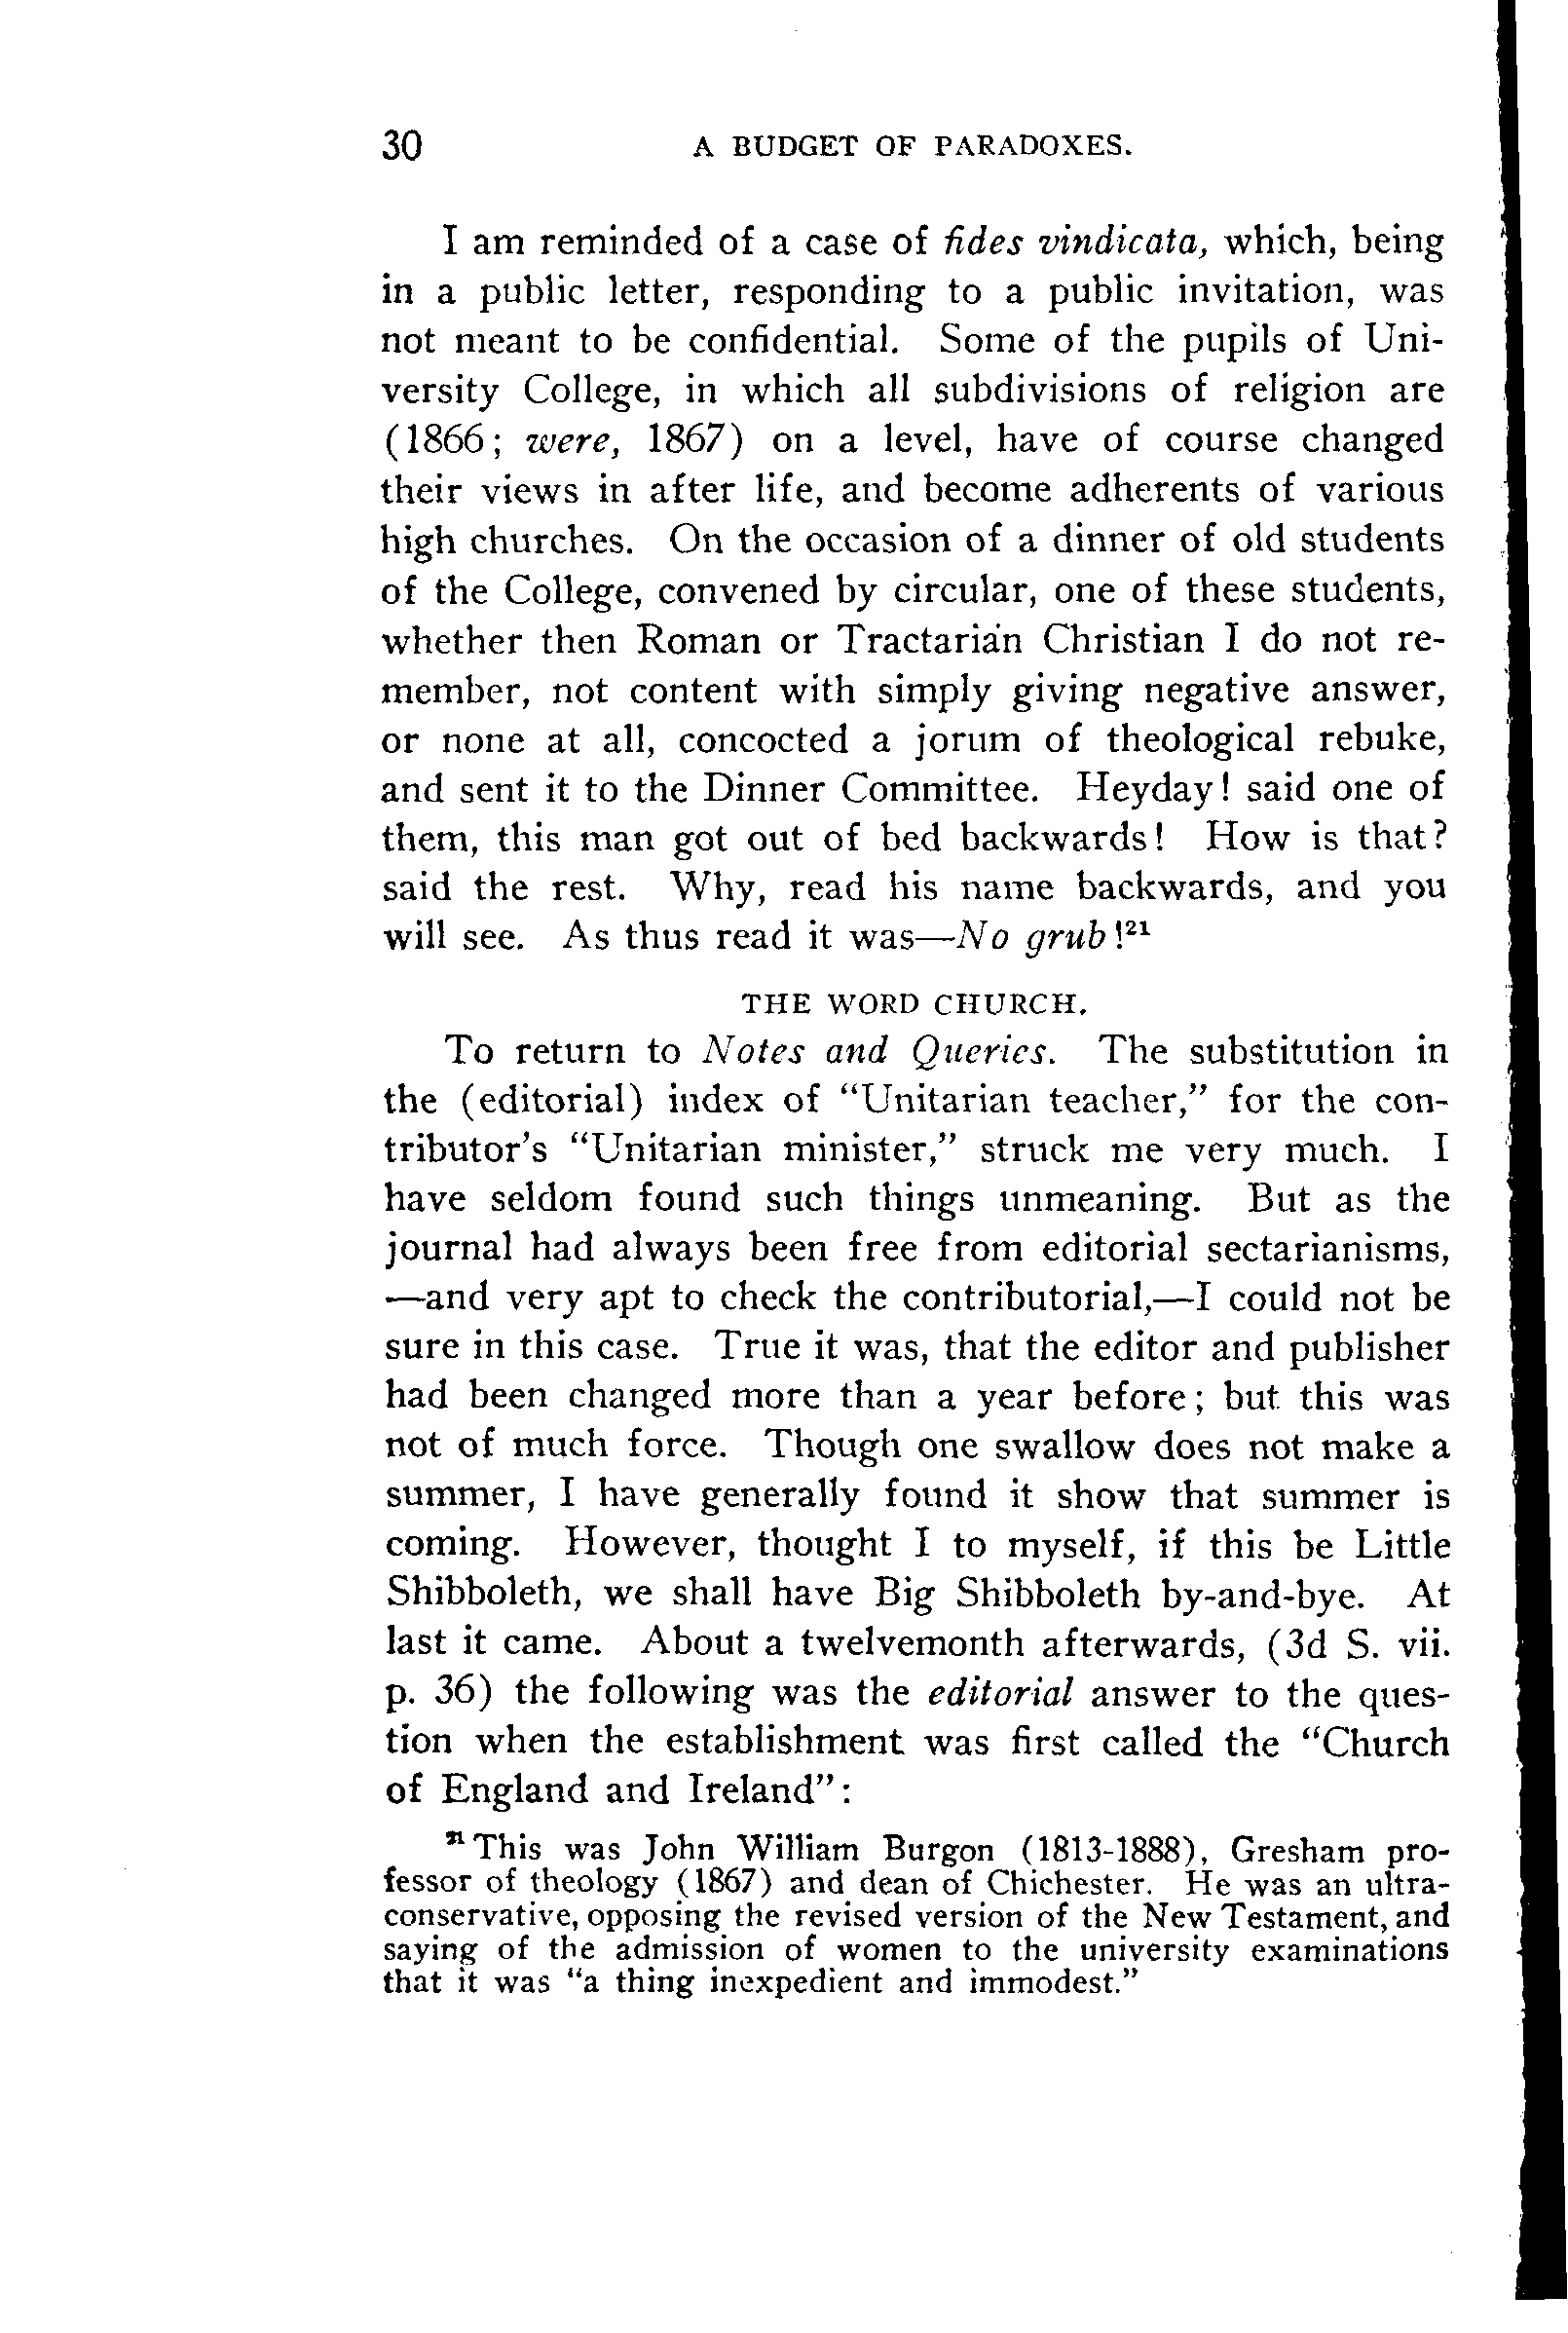 30 A BUDGET OF PARADOXES.
I am reminded of a case of fides vindicata, which, being
in a public letter, responding to a public invitation, was
not meant to be confidential. Some of the pupils of Uni-
versity College, in which all subdivisions of religion are
(1866; were, 1867) on a level, have of course changed
their views in after life, and become adherents of various
high churches. On the occasion of a dinner of old students
of the College, convened by circular, one of these students,
whether then Roman or Tractarian Christian I do not re-
member, not content with simply giving negative answer,
or none at all, concocted a jorum of theological rebuke,
and sent it to the Dinner Committee. Heyday! said one of
them, this man got out of bed backwards! How is that?
said the rest. Why, read his name backwards, and you
will see. As thus read it was—No grub!²¹
THE WORD CHURCH.
To return to Notes and Queries. The substitution in
the (editorial) index of “Unitarian teacher,” for the con-
tributor’s “Unitarian minister,” struck me very much. I
have seldom found such things unmeaning. But as the
journal had always been free from editorial sectarianisms,
—and very apt to check the contributorial,—I could not be
sure in this case. True it was, that the editor and publisher
had been changed more than a year before; but this was
not of much force. Though one swallow does not make a
summer, I have generally found it show that summer is
coming. However, thought I to myself, if this be Little
Shibboleth, we shall have Big Shibboleth by-and-bye. At
last it came. About a twelvemonth afterwards, (3d S. vii.
p. 36) the following was the editorial answer to the ques-
tion when the establishment was first called the “Church
of England and Ireland”:
²¹ This was John William Burgon (1813-1888), Gresham pro-
fessor of theology (1867) and dean of Chichester. He was an ultra-
conservative, opposing the revised version of the New Testament, and
saying of the admission of women to the university examinations
that it was “a thing inexpedient and immodest.”